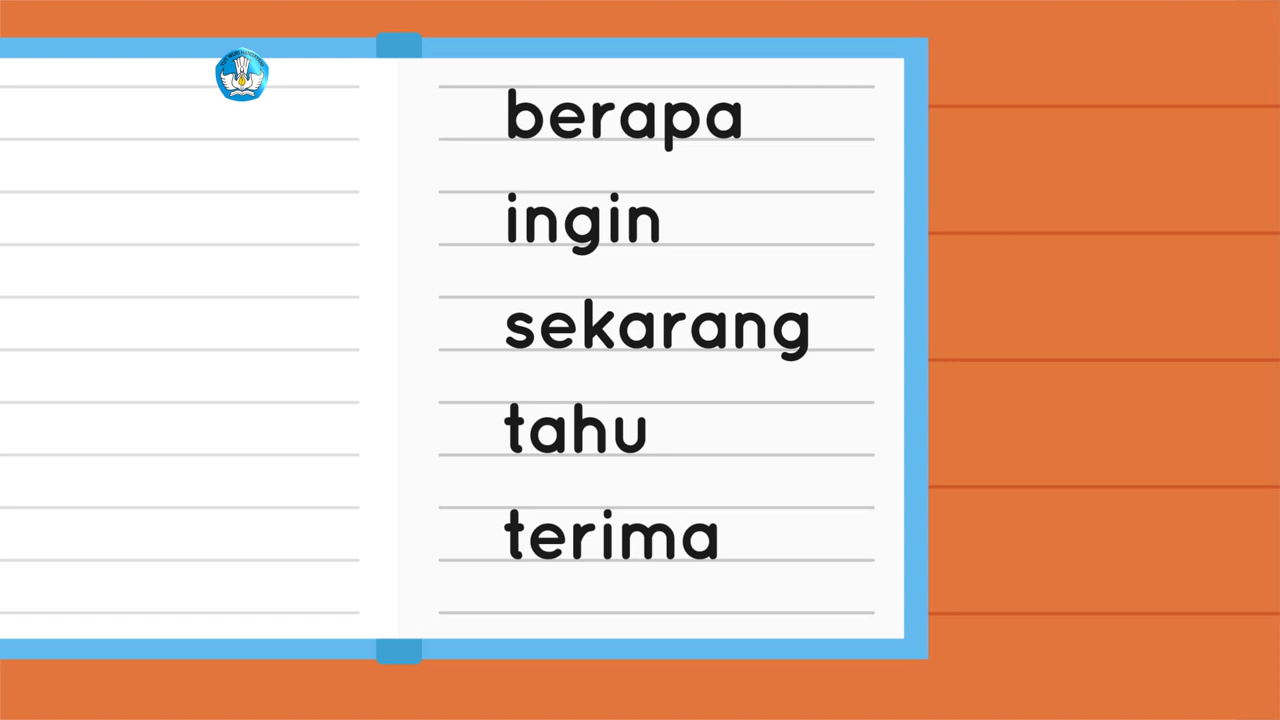 berapa
ingin
sekarang
tahu
terima